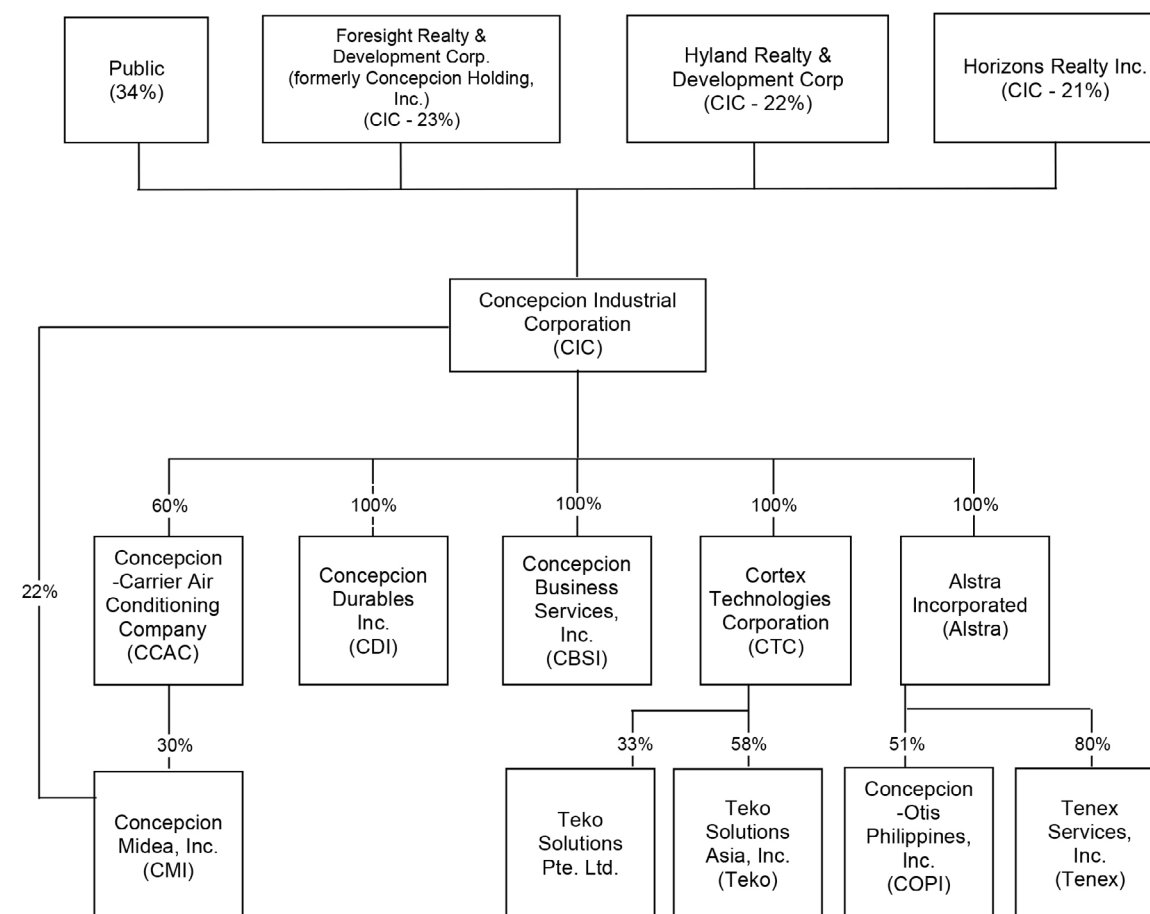 Public
(34%)
Foresight Realty &
Development Corp.
(formerly Concepcion Holding,
Inc.)
(CIC - 23%)
Hyland Realty &
Development Corp
(CIC - 22%)
Horizons Realty Inc.
(CIC - 21%)
Concepcion Industrial
Corporation
(CIC)
60%
100%
100%
100%
100%
22%
Concepcion
-Carrier Air
Conditioning
Company
(CCAC)
Concepcion
Durables
Inc.
(CDI)
Concepcion
Business
Services,
Inc.
(CBSI)
Cortex
Technologies
Corporation
(CTC)
Alstra
Incorporated
(Alstra)
30%
33%
58%
51%
80%
Concepcion
Midea, Inc.
(CMI)
Teko
Solutions
Pte. Ltd.
Teko
Solutions
Asia, Inc.
(Teko)
Concepcion
-Otis
Philippines,
Inc.
(COPI)
Tenex
Services,
Inc.
(Tenex)